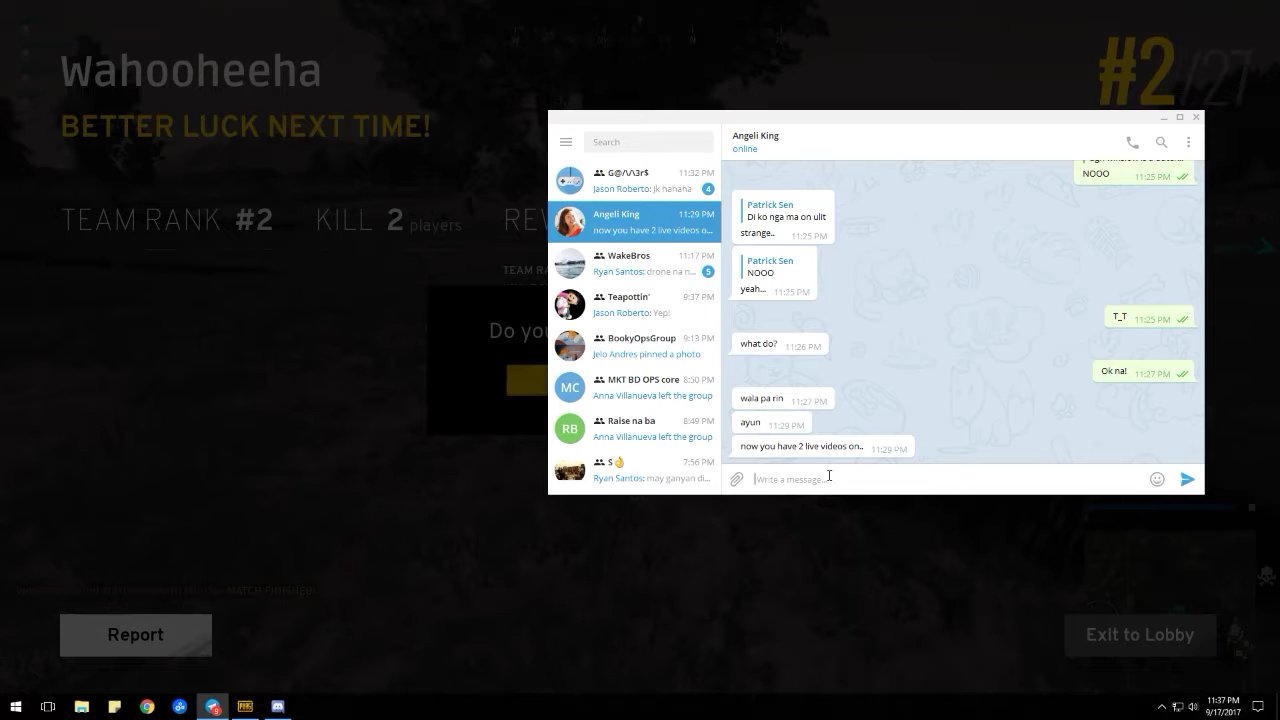 Wahooheeha
BETTER LUCK NEXT TIME!
#2/27
TEAM RANK #2
KILL 2 players
TEAM RA
Do yo
MATCH FINISHED!
Report
Exit to Lobby
Search
G@/\/\3r$ 11:32 PM
Jason Roberto: Jk hahaha 4
Angeli King 11:29 PM
now you have 2 live videos o...
WakeBros 11:17 PM
Ryan Santos: drone na n... 5
Teapottin' 9:37 PM
Jason Roberto: Yep!
BookyOpsGroup 9:13 PM
Jelo Andres pinned a photo
MC
MKT BD OPS core 8:50 PM
Anna Villanueva left the group
RB
Raise na ba 8:49 PM
Anna Villanueva left the group
S👌 7:56 PM
Ryan Santos: may ganyan di...
Angeli King
online
NOOO 11:25 PM
Patrick Sen
Di ko nga ma on ulit
strange.. 11:25 PM
Patrick Sen
NOOO
yeah... 11:25 PM
T_T 11:25 PM
what do? 11:26 PM
Ok na! 11:27 PM
wala pa rin 11:27 PM
ayun 11:29 PM
now you have 2 live videos on.. 11:29 PM
Write a message...
11:37 PM
9/17/2017